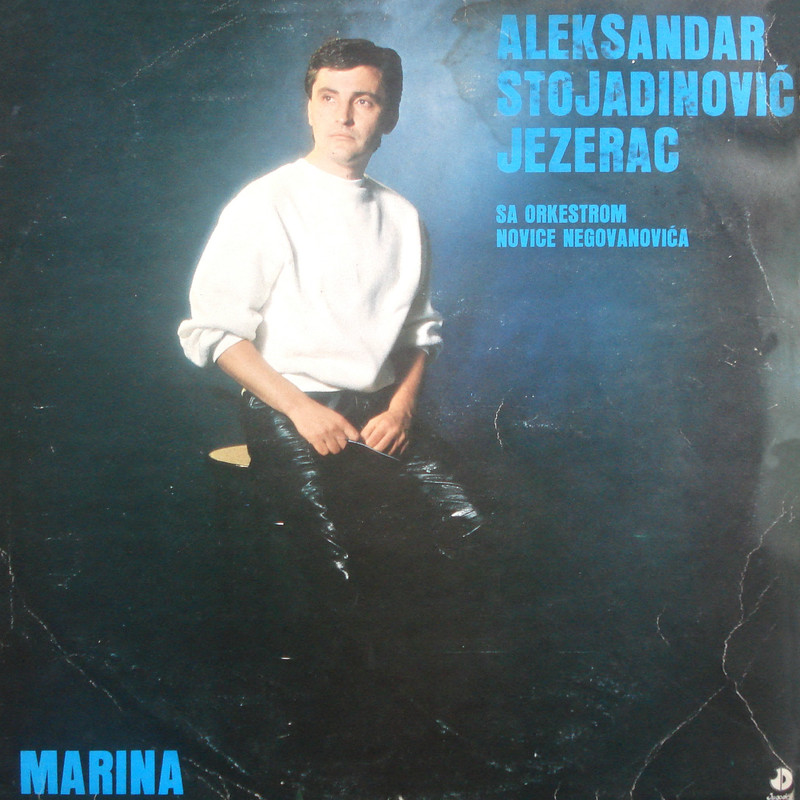 ALEKSANDAR
STOJADINOVIĆ
JEZERAC
SA ORKESTROM
NOVICE NEGOVANOVIĆA
MARINA